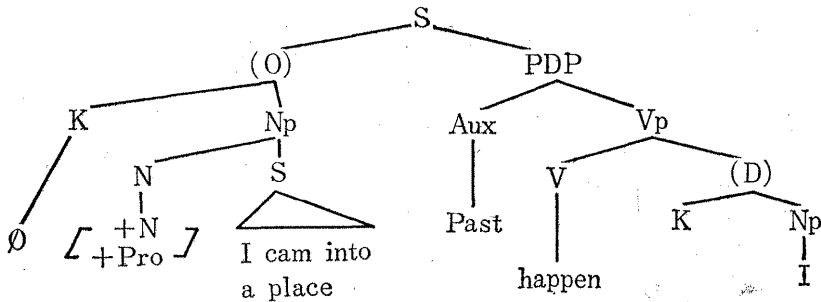 S
(O) PDP
K Np Aux Vp
N S V (D)
Ø [+N +Pro] I cam into a place Past K Np
happen I